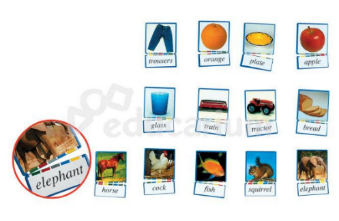 trousers
orange
plate
apple
glass
train
tractor
bread
elephant
horse
cock
fish
squirrel
elephant